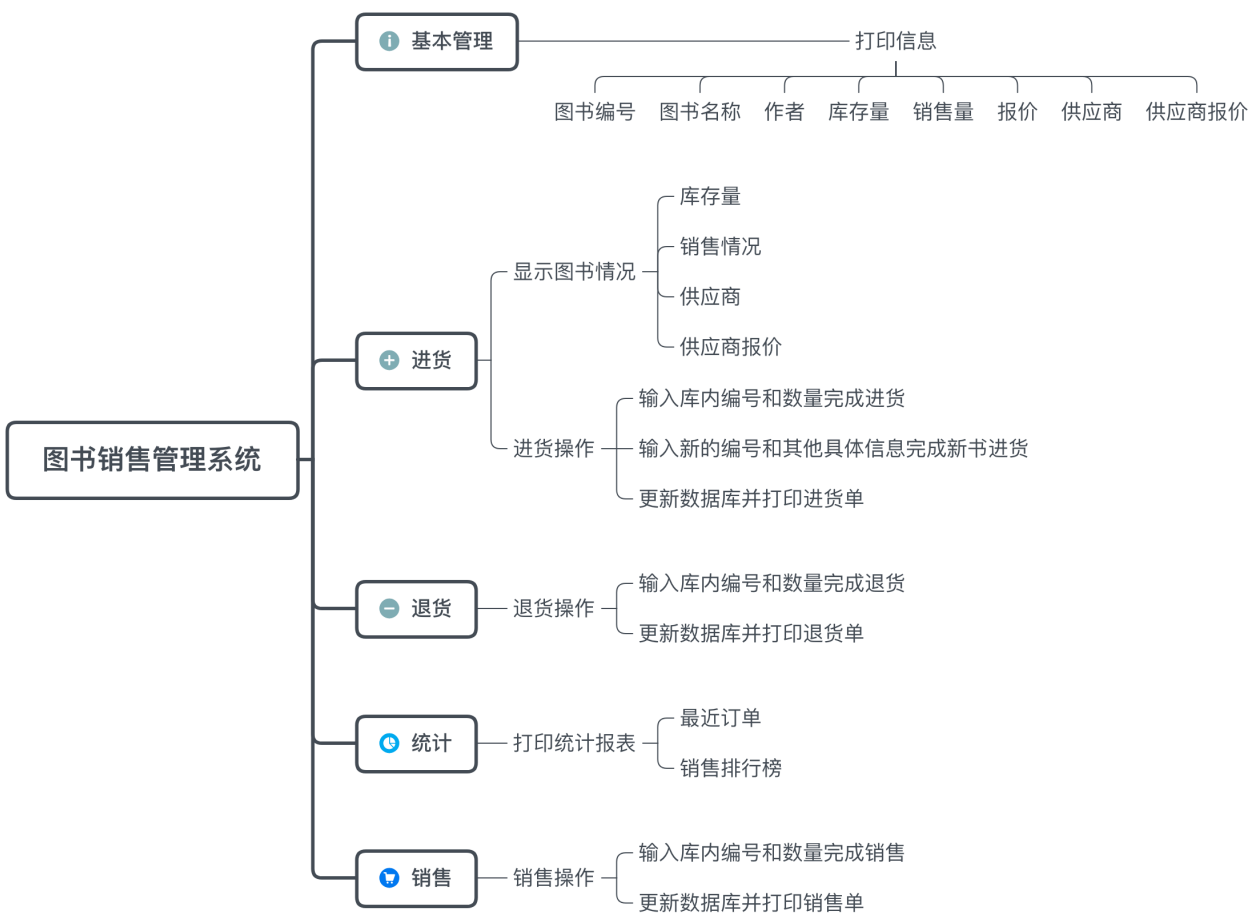 图书销售管理系统
基本管理
打印信息
图书编号
图书名称
作者
库存量
销售量
报价
供应商
供应商报价
进货
显示图书情况
库存量
销售情况
供应商
供应商报价
进货操作
输入库内编号和数量完成进货
输入新的编号和其他具体信息完成新书进货
更新数据库并打印进货单
退货
退货操作
输入库内编号和数量完成退货
更新数据库并打印退货单
统计
打印统计报表
最近订单
销售排行榜
销售
销售操作
输入库内编号和数量完成销售
更新数据库并打印销售单